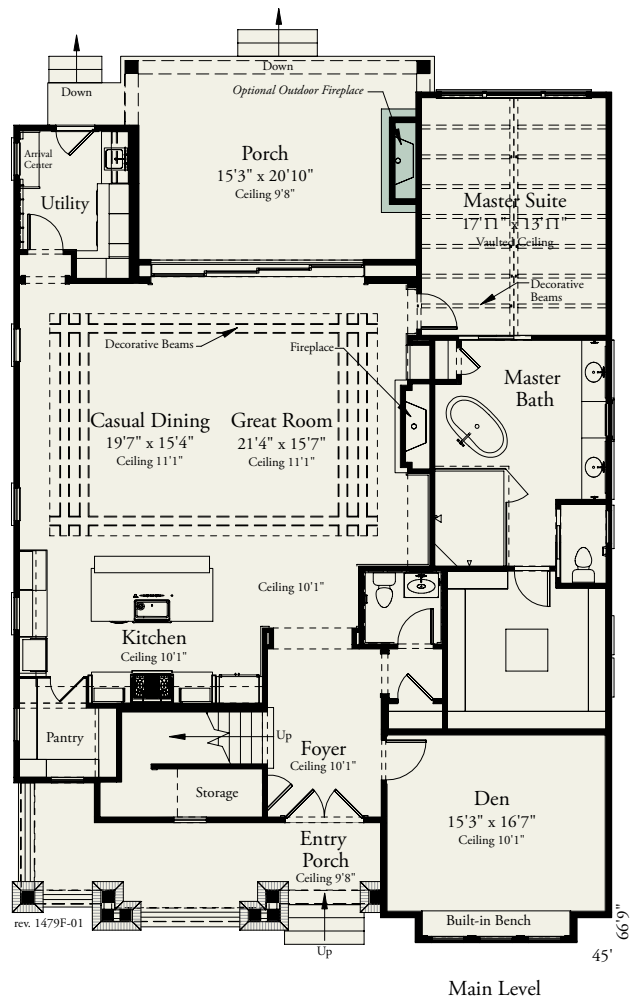 Down
Down
Optional Outdoor Fireplace
Arrival
Center
Utility
Porch
15'3" x 20'10"
Ceiling 9'8"
Master Suite
17'11" x 13'11"
Vaulted Ceiling
Decorative
Beams
Decorative Beams
Fireplace
Master
Bath
Casual Dining
19'7" x 15'4"
Ceiling 11'1"
Great Room
21'4" x 15'7"
Ceiling 11'1"
Ceiling 10'1"
Kitchen
Ceiling 10'1"
Pantry
Up
Foyer
Ceiling 10'1"
Storage
Den
15'3" x 16'7"
Ceiling 10'1"
Entry
Porch
Ceiling 9'8"
rev. 1479F-01
Built-in Bench
Up
66'9"
45'
Main Level